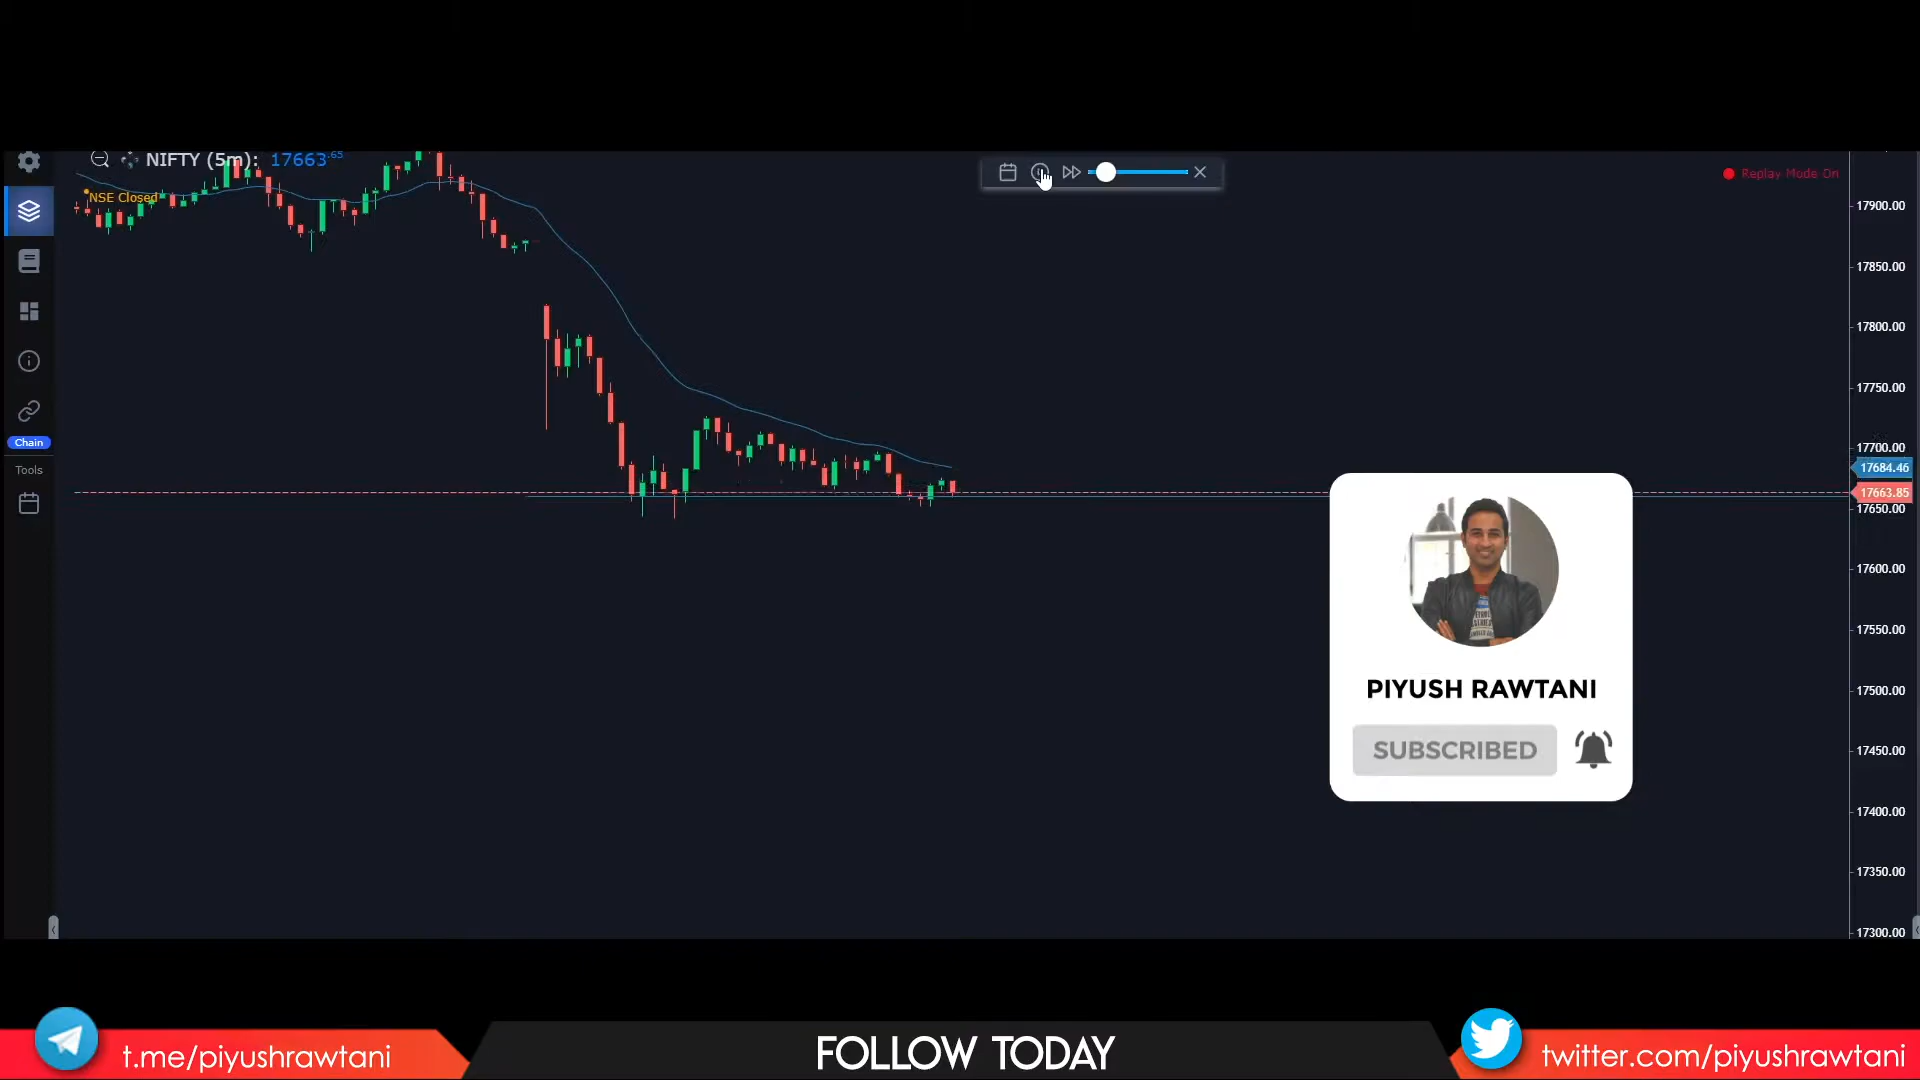 NIFTY (5m): 17663.65
NSE Closed
Replay Mode On
17900.00
17850.00
17800.00
17750.00
17700.00
17684.46
17663.85
17650.00
17600.00
17550.00
17500.00
17450.00
17400.00
17350.00
17300.00
Chain
Tools
PIYUSH RAWTANI
SUBSCRIBED
t.me/piyushrawtani
FOLLOW TODAY
twitter.com/piyushrawtani